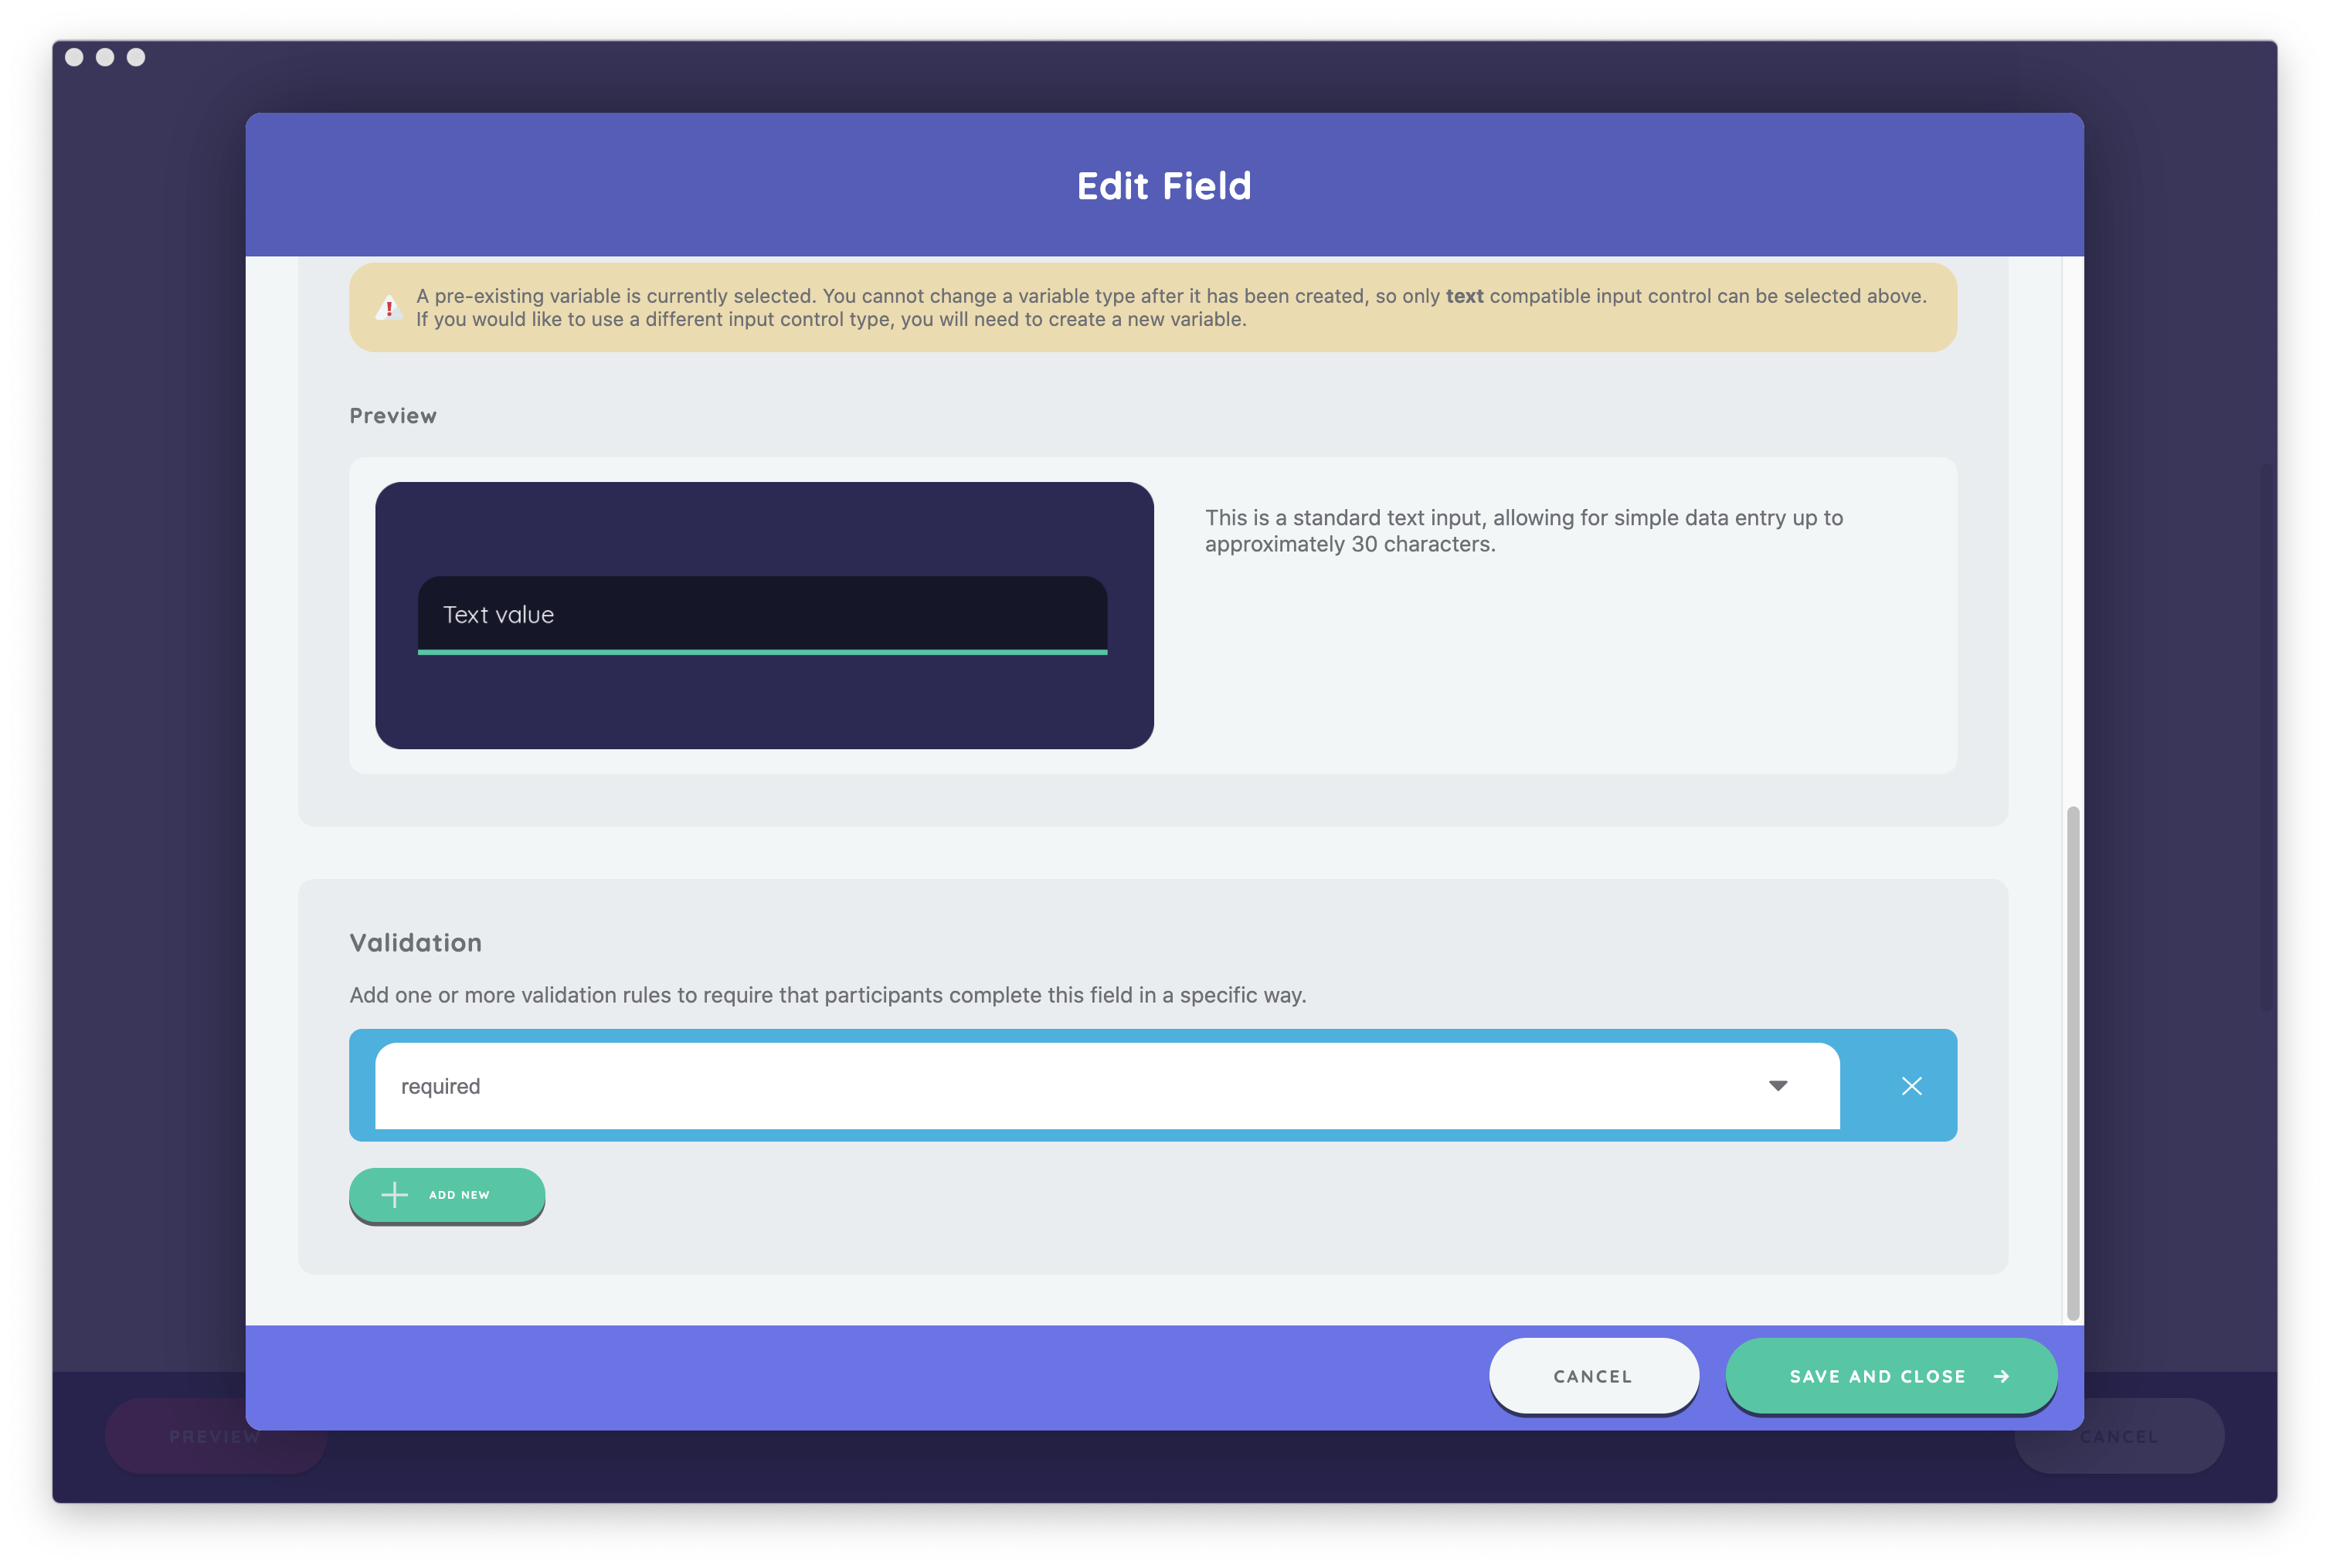 Edit Field
A pre-existing variable is currently selected. You cannot change a variable type after it has been created, so only text compatible input control can be selected above.
If you would like to use a different input control type, you will need to create a new variable.
Preview
Text value
This is a standard text input, allowing for simple data entry up to
approximately 30 characters.
Validation
Add one or more validation rules to require that participants complete this field in a specific way.
required
ADD NEW
CANCEL
SAVE AND CLOSE
PREVIEW
CANCEL